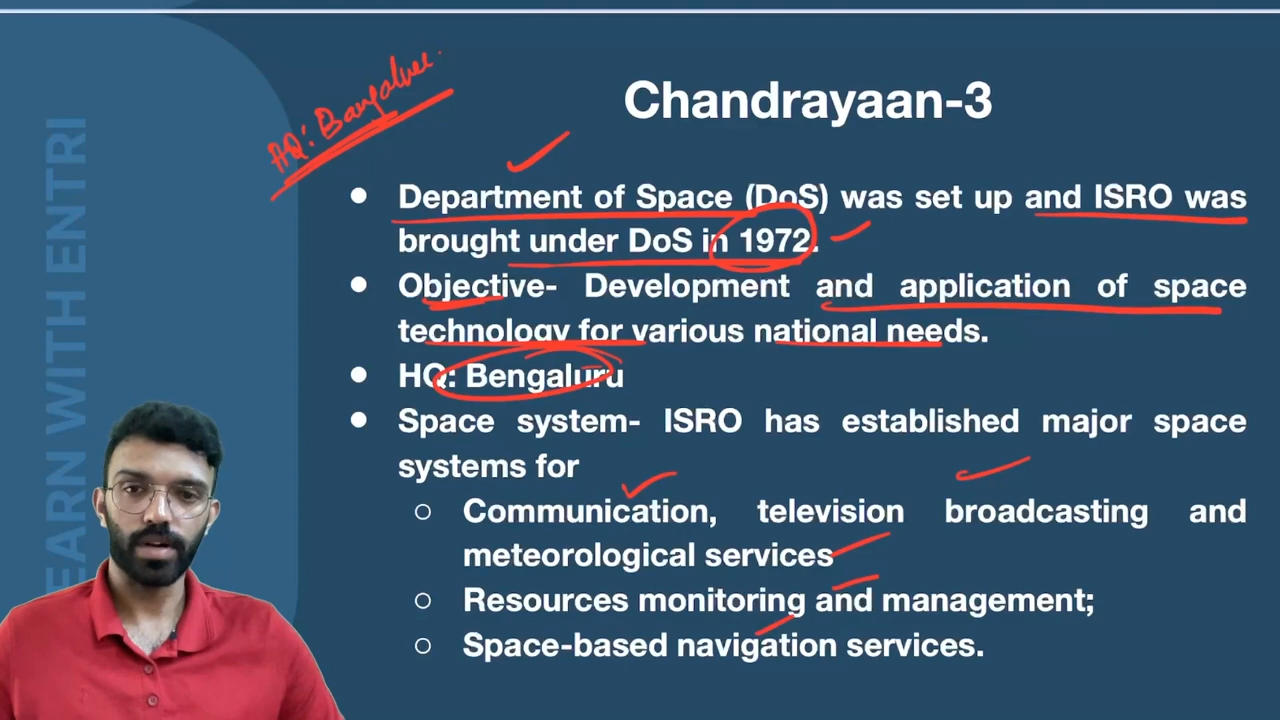 LEARN WITH ENTRI
HQ: Bangalore.
Chandrayaan-3
● Department of Space (DoS) was set up and ISRO was
brought under DoS in 1972.
● Objective- Development and application of space
technology for various national needs.
● HQ: Bengaluru
● Space system- ISRO has established major space
systems for
○ Communication, television broadcasting and
meteorological services
○ Resources monitoring and management;
○ Space-based navigation services.